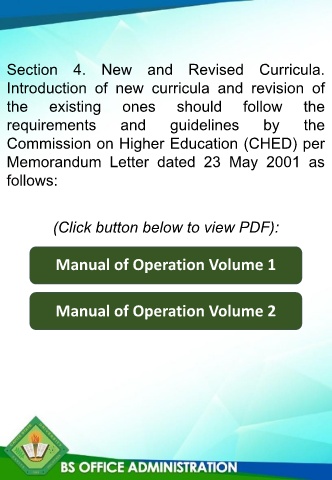 Section 4. New and Revised Curricula.
Introduction of new curricula and revision of
the existing ones should follow the
requirements and guidelines by the
Commission on Higher Education (CHED) per
Memorandum Letter dated 23 May 2001 as
follows:
(Click button below to view PDF):
Manual of Operation Volume 1
Manual of Operation Volume 2
BS OFFICE ADMINISTRATION